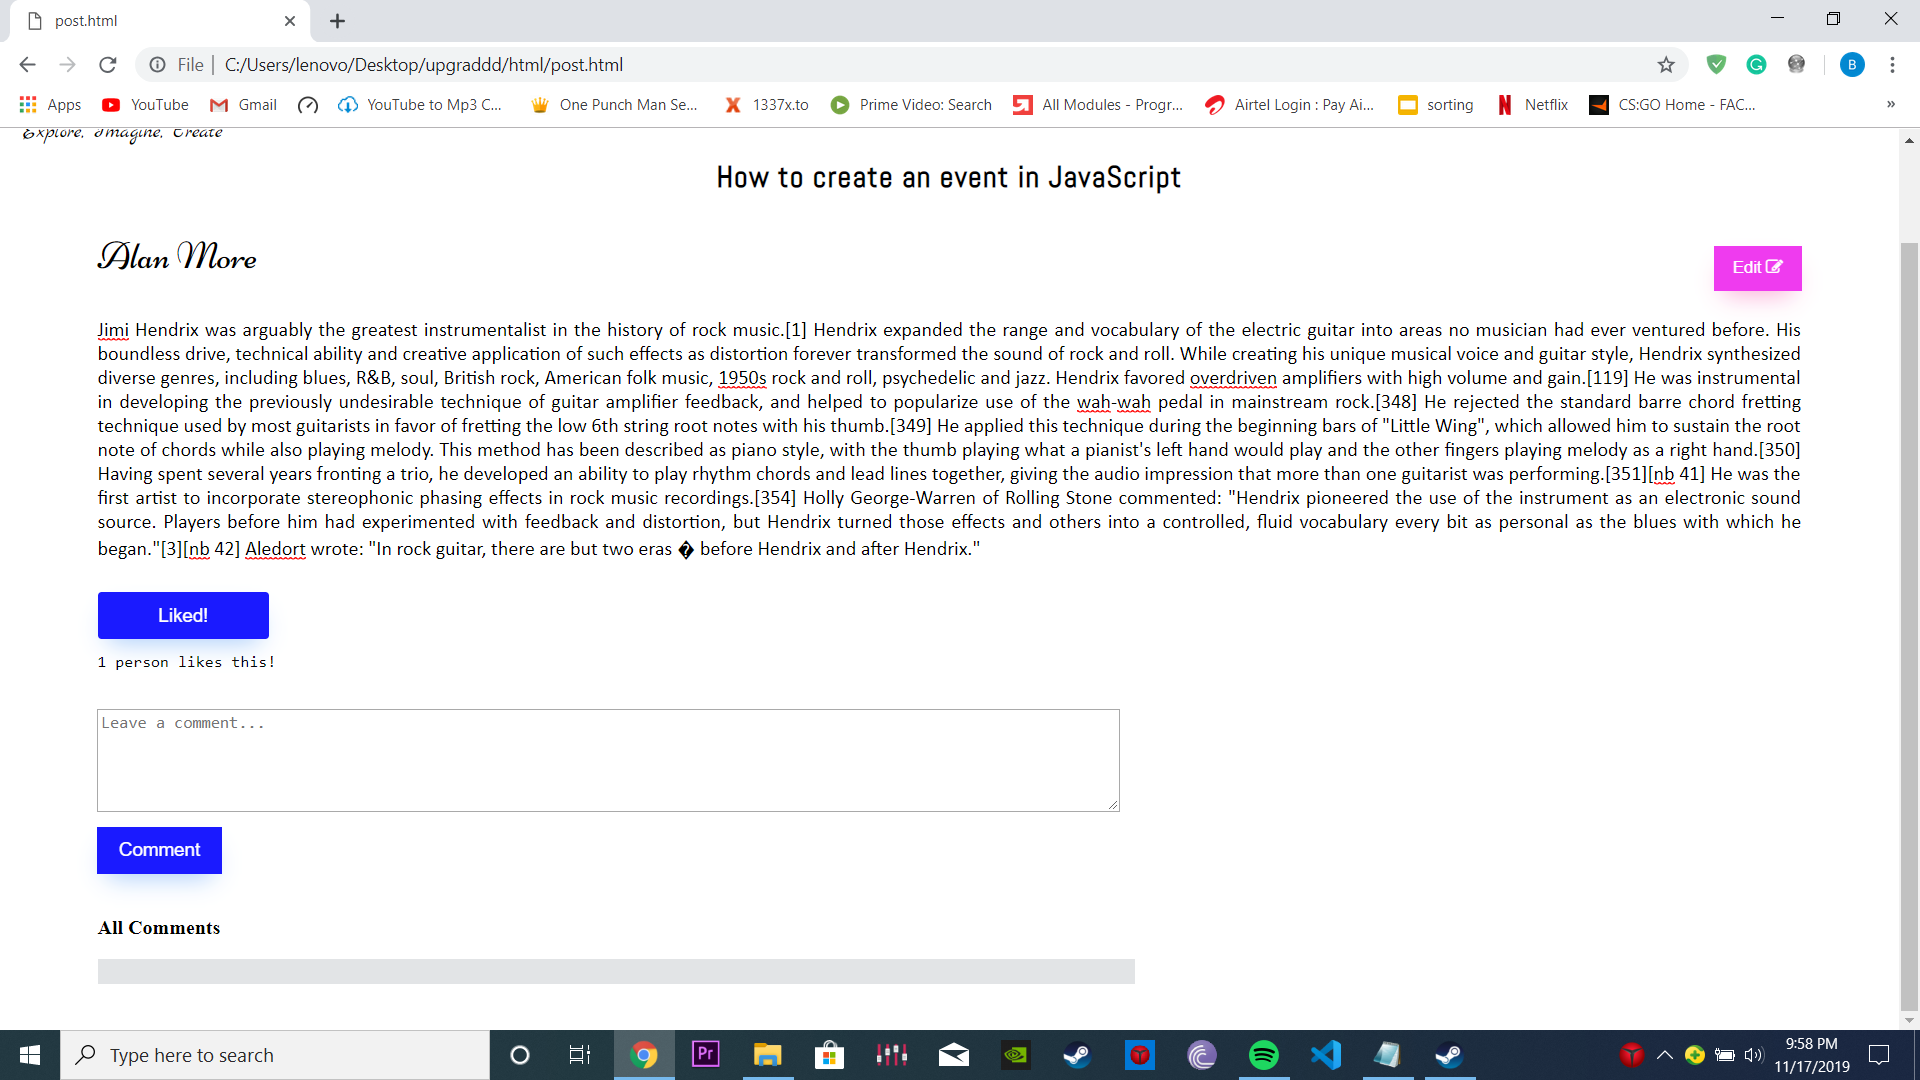 post.html
File | C:/Users/lenovo/Desktop/upgraddd/html/post.html
B
Apps YouTube Gmail YouTube to Mp3 C... One Punch Man Se... 1337x.to Prime Video: Search All Modules - Progr... Airtel Login : Pay Ai... sorting Netflix CS:GO Home - FAC... »
Explore, Imagine, Create
How to create an event in JavaScript
Alan More
Edit
Jimi Hendrix was arguably the greatest instrumentalist in the history of rock music.[1] Hendrix expanded the range and vocabulary of the electric guitar into areas no musician had ever ventured before. His
boundless drive, technical ability and creative application of such effects as distortion forever transformed the sound of rock and roll. While creating his unique musical voice and guitar style, Hendrix synthesized
diverse genres, including blues, R&B, soul, British rock, American folk music, 1950s rock and roll, psychedelic and jazz. Hendrix favored overdriven amplifiers with high volume and gain.[119] He was instrumental
in developing the previously undesirable technique of guitar amplifier feedback, and helped to popularize use of the wah-wah pedal in mainstream rock.[348] He rejected the standard barre chord fretting
technique used by most guitarists in favor of fretting the low 6th string root notes with his thumb.[349] He applied this technique during the beginning bars of "Little Wing", which allowed him to sustain the root
note of chords while also playing melody. This method has been described as piano style, with the thumb playing what a pianist's left hand would play and the other fingers playing melody as a right hand.[350]
Having spent several years fronting a trio, he developed an ability to play rhythm chords and lead lines together, giving the audio impression that more than one guitarist was performing.[351][nb 41] He was the
first artist to incorporate stereophonic phasing effects in rock music recordings.[354] Holly George-Warren of Rolling Stone commented: "Hendrix pioneered the use of the instrument as an electronic sound
source. Players before him had experimented with feedback and distortion, but Hendrix turned those effects and others into a controlled, fluid vocabulary every bit as personal as the blues with which he
began."[3][nb 42] Aledort wrote: "In rock guitar, there are but two eras � before Hendrix and after Hendrix."
Liked!
1 person likes this!
Leave a comment...
Comment
All Comments
Type here to search
Pr
9:58 PM
11/17/2019